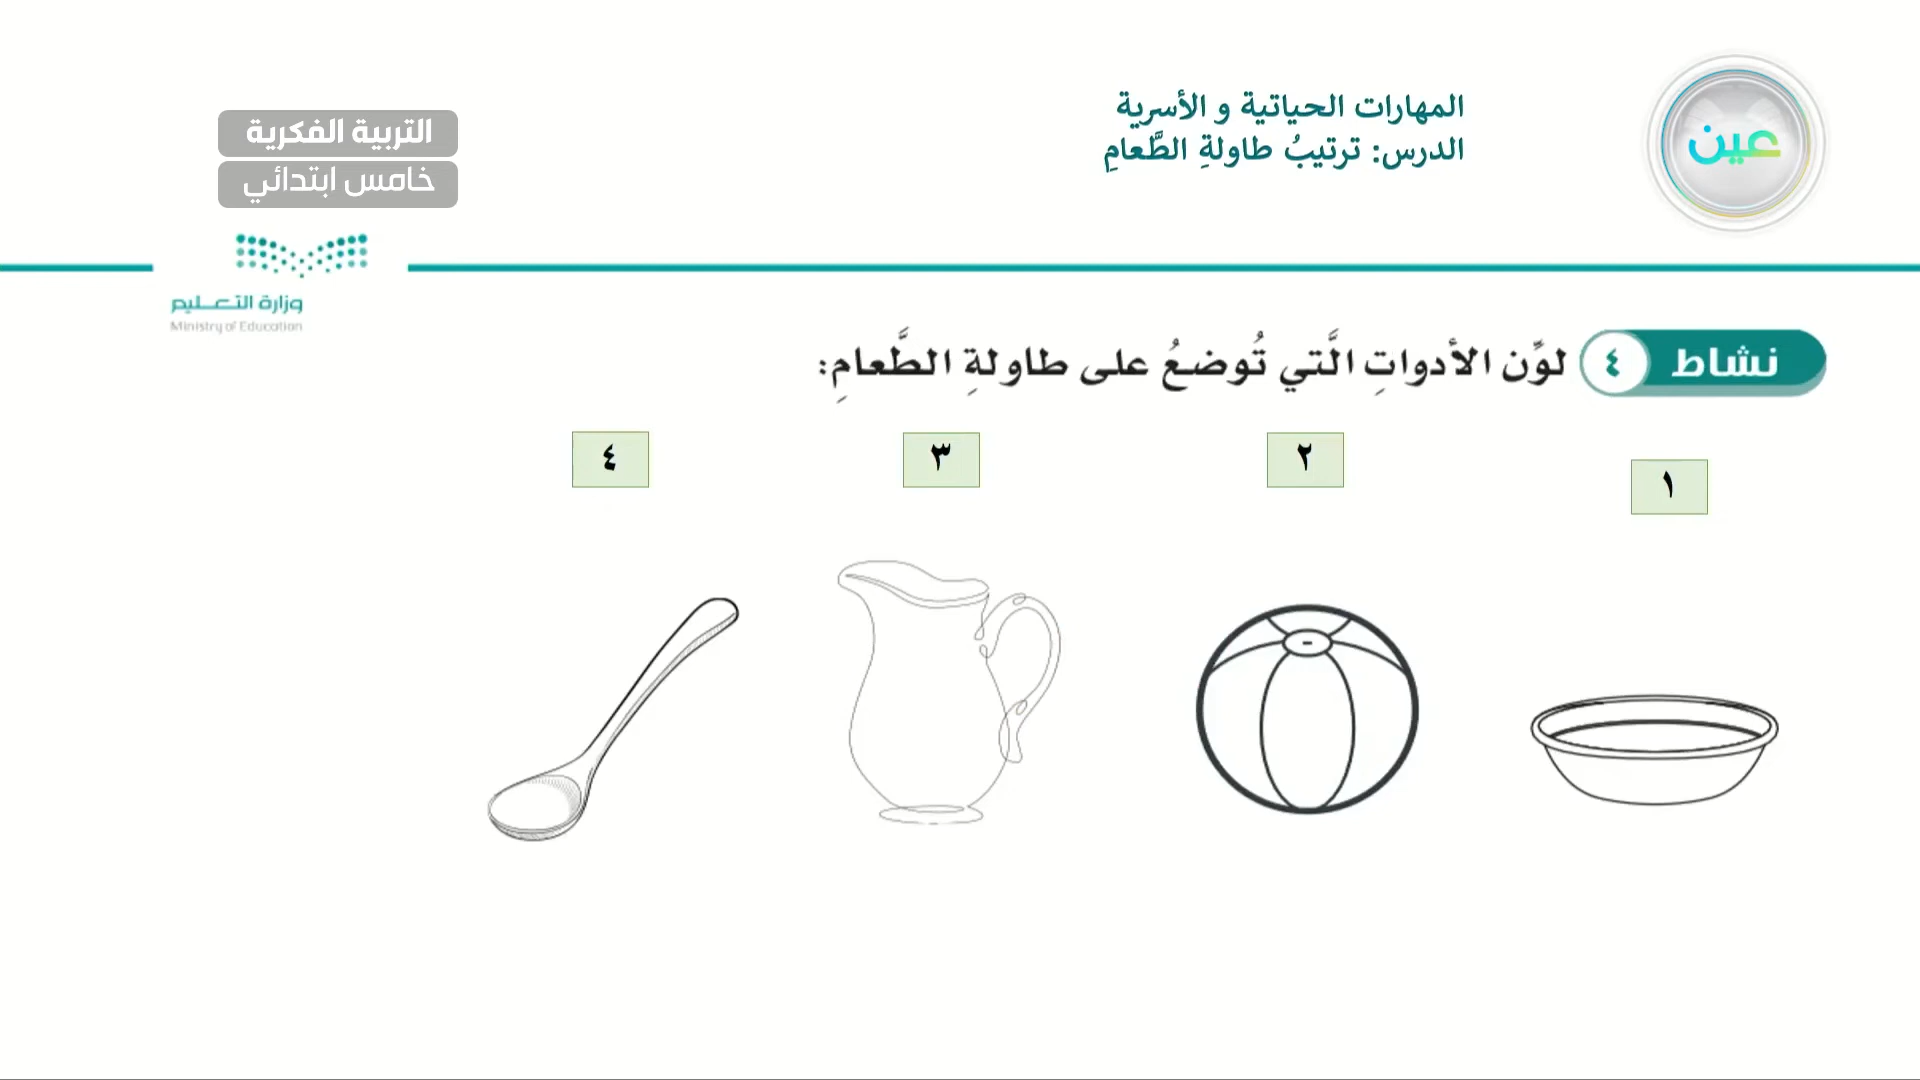 عين
المهارات الحياتية و الأسرية
الدرس: ترتيبُ طاولةِ الطَّعامِ
التربية الفكرية
خامس ابتدائي
وزارة التعليم
Ministry of Education
نشاط ٤ لوِّن الأدواتِ الَّتي تُوضعُ على طاولةِ الطَّعامِ:
١
٢
٣
٤